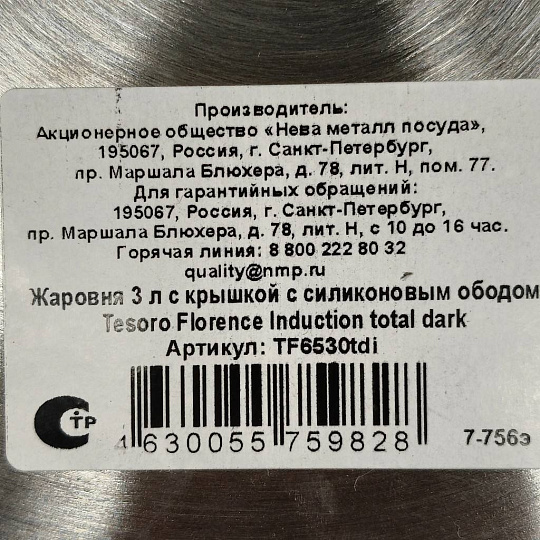 Производитель:
Акционерное общество «Нева металл посуда»,
195067, Россия, г. Санкт-Петербург,
пр. Маршала Блюхера, д. 78, лит. Н, пом. 77.
Для гарантийных обращений:
195067, Россия, г. Санкт-Петербург,
пр. Маршала Блюхера, д. 78, лит. Н, с 10 до 16 час.
Горячая линия: 8 800 222 80 32
quality@nmp.ru
Жаровня 3 л с крышкой с силиконовым ободом
Tesoro Florence Induction total dark
Артикул: TF6530tdi
СТР
4 630055 759828
7-756э